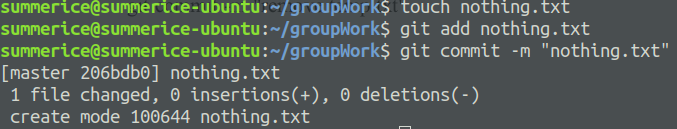 summerice@summerice-ubuntu:~/groupWork$ touch nothing.txt
summerice@summerice-ubuntu:~/groupWork$ git add nothing.txt
summerice@summerice-ubuntu:~/groupWork$ git commit -m "nothing.txt"
[master 206bdb0] nothing.txt
 1 file changed, 0 insertions(+), 0 deletions(-)
 create mode 100644 nothing.txt